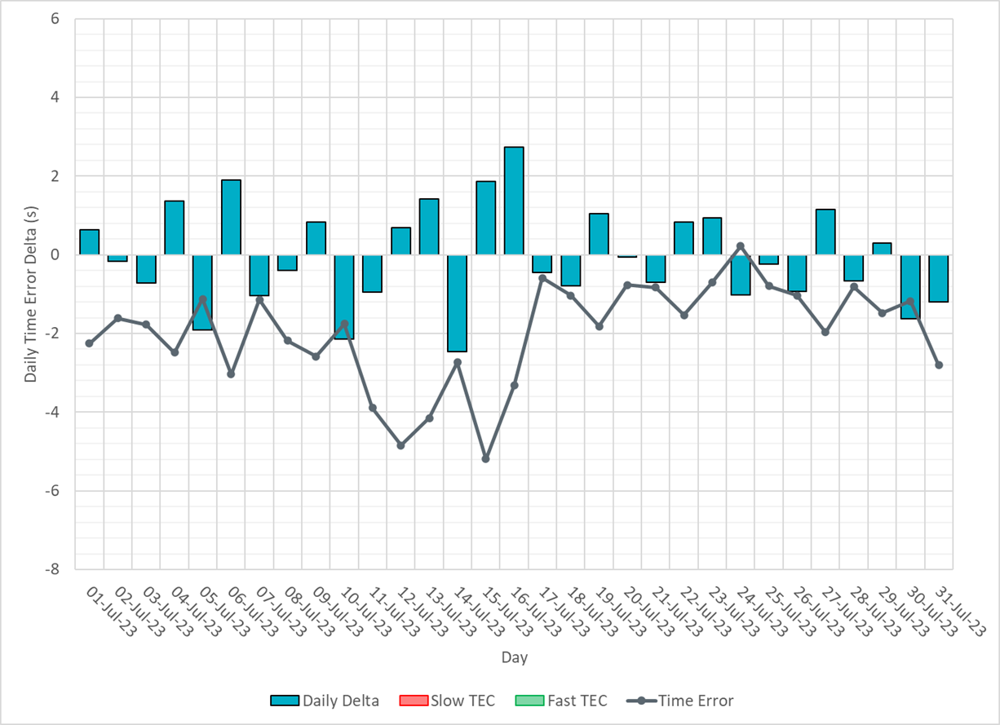 6
4
2
0
-2
-4
-6
-8
Daily Time Error Delta (s)
01-Jul-23
02-Jul-23
03-Jul-23
04-Jul-23
05-Jul-23
06-Jul-23
07-Jul-23
08-Jul-23
09-Jul-23
10-Jul-23
11-Jul-23
12-Jul-23
13-Jul-23
14-Jul-23
15-Jul-23
16-Jul-23
17-Jul-23
18-Jul-23
19-Jul-23
20-Jul-23
21-Jul-23
22-Jul-23
23-Jul-23
24-Jul-23
25-Jul-23
26-Jul-23
27-Jul-23
28-Jul-23
29-Jul-23
30-Jul-23
31-Jul-23
Day
Daily Delta Slow TEC Fast TEC Time Error